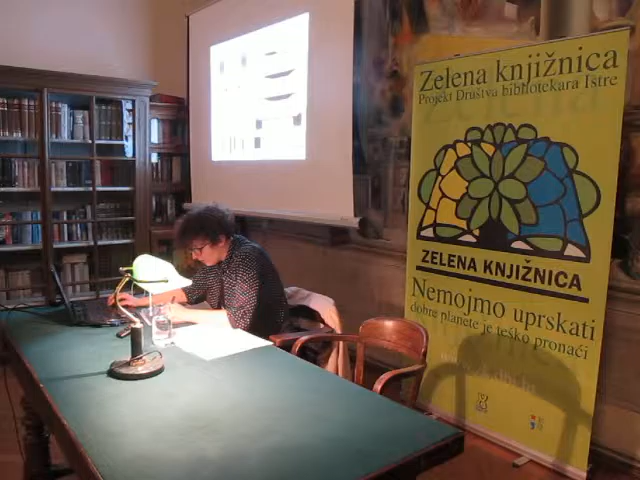 Zelena knjižnica
Projekt Društva bibliotekara Istre
ZELENA KNJIŽNICA
Nemojmo uprskati
dobre planete je teško pronaći